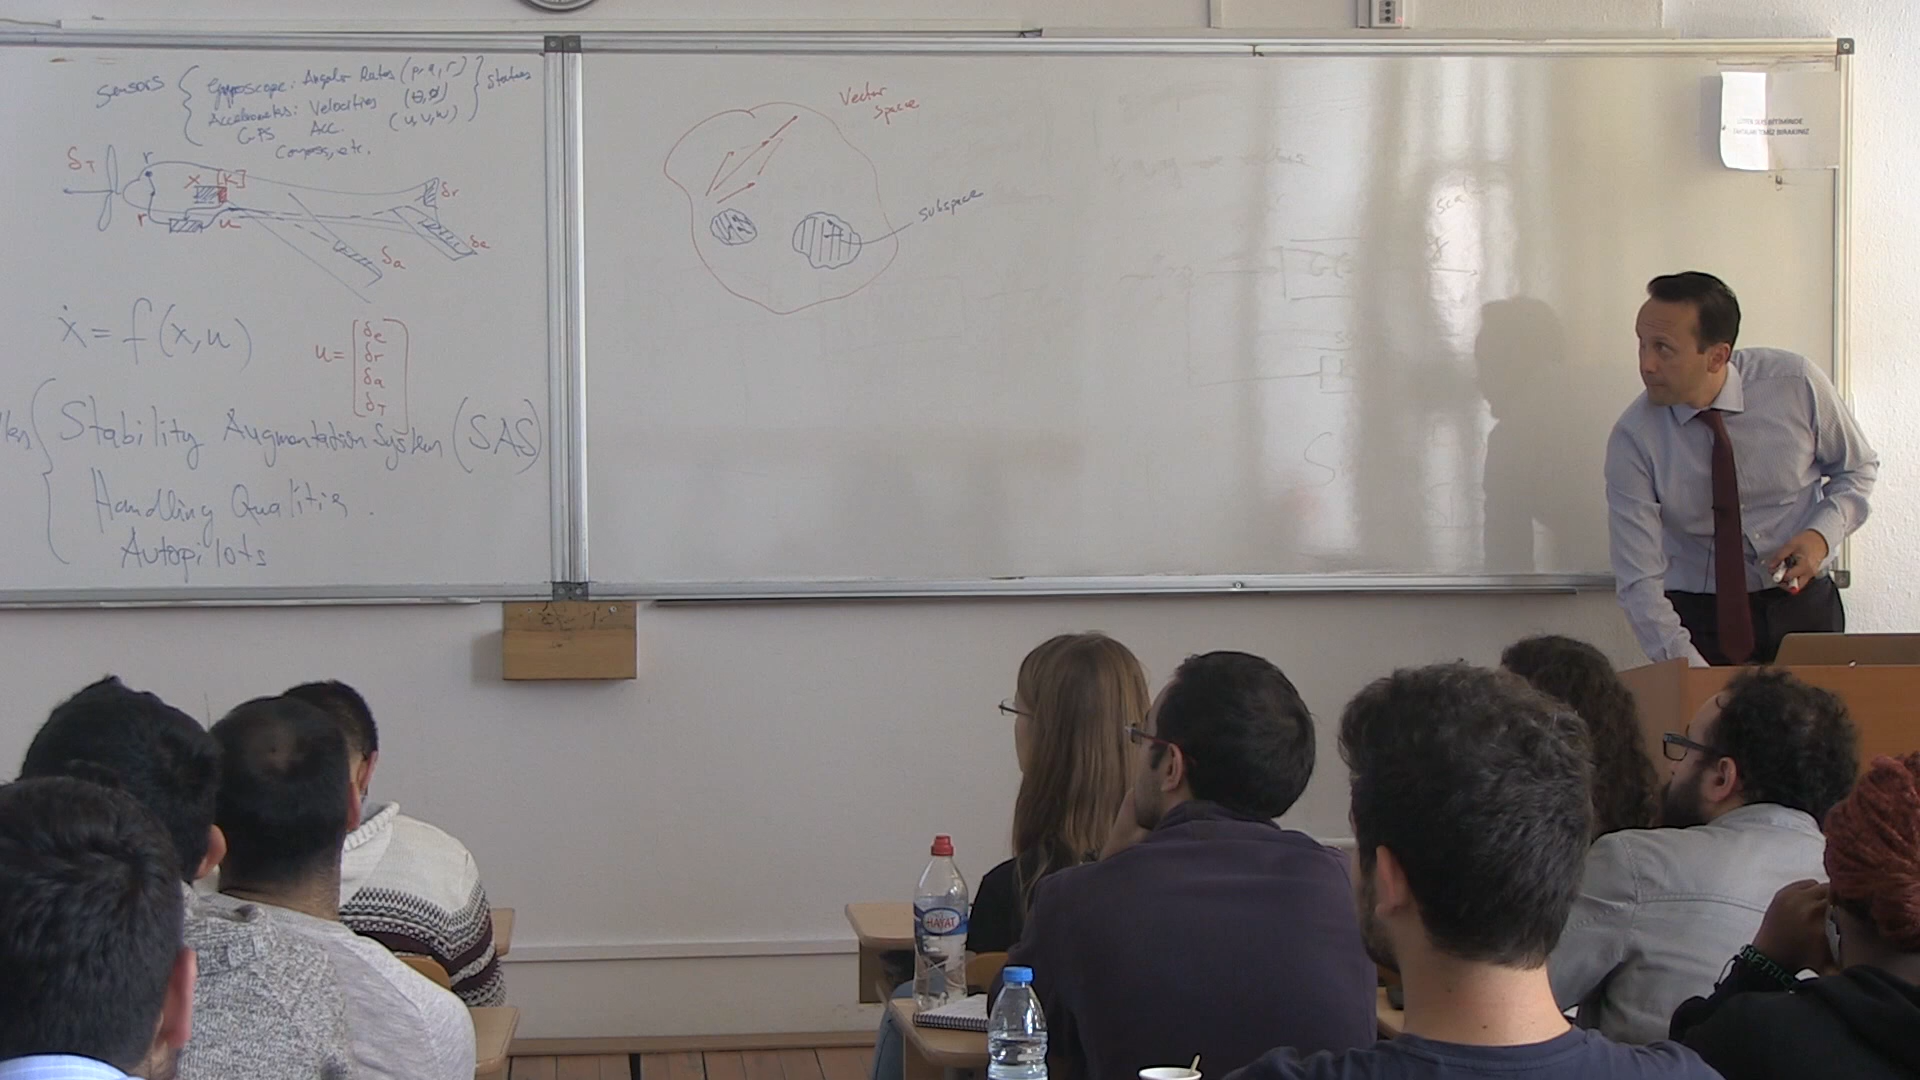 Sensors { Gyroscope: Angular Rates (p, q, r) } States
Accelerometers: Velocities (θ, φ)
GPS Acc. (u, v, w)
Compass, etc.
δT
r
x
[K]
r
u
δr
δe
δa
ẋ = f(x,u)
u = [δe
δr
δa
δT]
Stability Augmentation System (SAS)
Handling Qualities.
Autopilots
Vector
Space
subspace
HAYAT